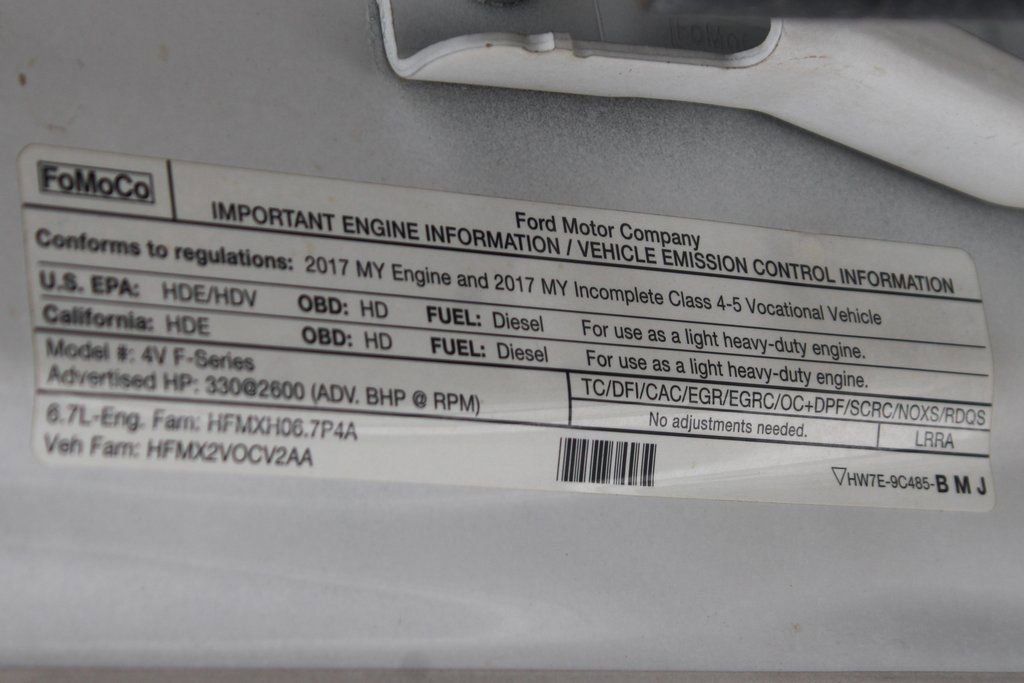 FoMoCo
Ford Motor Company
IMPORTANT ENGINE INFORMATION / VEHICLE EMISSION CONTROL INFORMATION
Conforms to regulations: 2017 MY Engine and 2017 MY Incomplete Class 4-5 Vocational Vehicle
U.S. EPA: HDE/HDV OBD: HD FUEL: Diesel For use as a light heavy-duty engine.
California: HDE OBD: HD FUEL: Diesel For use as a light heavy-duty engine.
Model #: 4V F-Series
Advertised HP: 330@2600 (ADV. BHP @ RPM)
TC/DFI/CAC/EGR/EGRC/OC+DPF/SCRC/NOXS/RDQS
No adjustments needed. LRRA
6.7L-Eng. Fam: HFMXH06.7P4A
Veh Fam: HFMX2VOCV2AA
▽HW7E-9C485-B M J